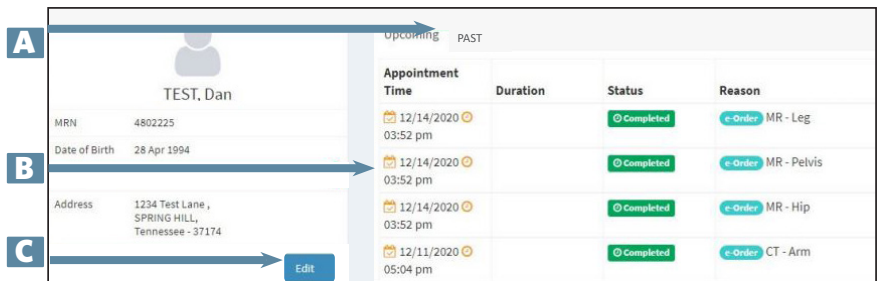 A
Upcoming PAST
TEST, Dan
MRN 4802225
Date of Birth 28 Apr 1994
Address 1234 Test Lane ,
SPRING HILL,
Tennessee - 37174
Edit
Appointment
Time Duration Status Reason
12/14/2020
03:52 pm
Completed e-Order MR - Leg
B
12/14/2020
03:52 pm
Completed e-Order MR - Pelvis
12/14/2020
03:52 pm
Completed e-Order MR - Hip
C
12/11/2020
05:04 pm
Completed e-Order CT - Arm